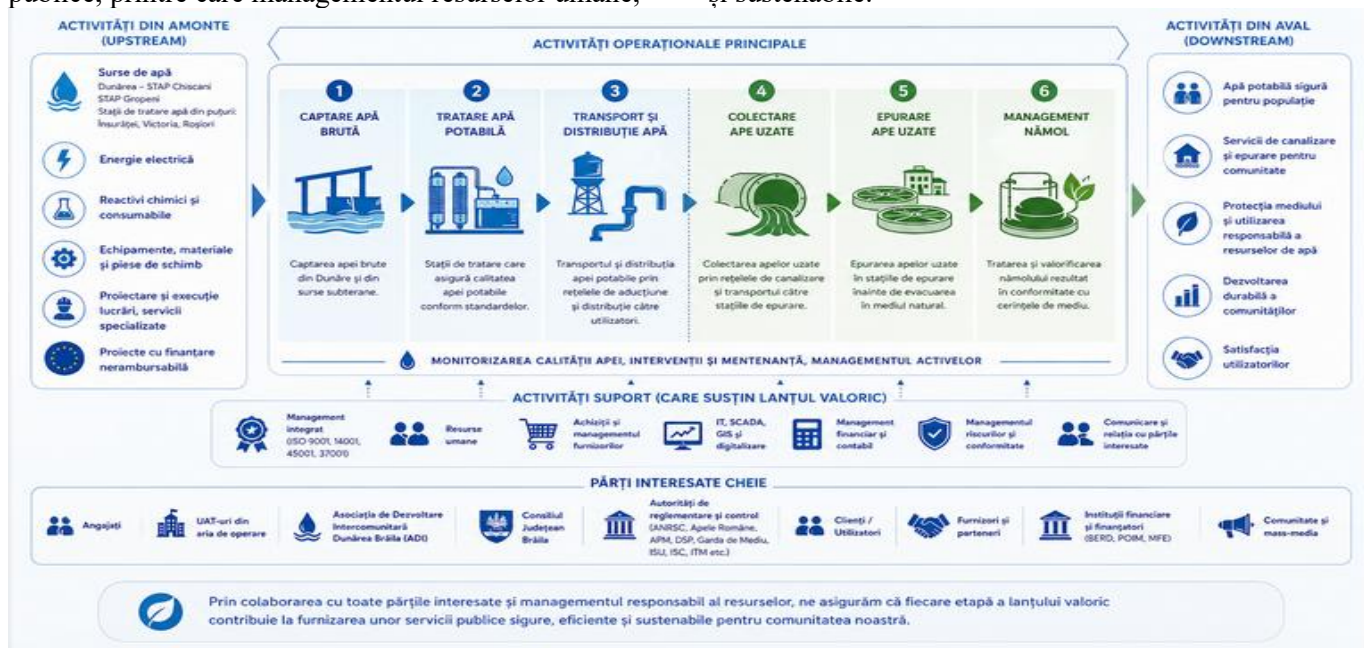 publice, printre care managementul resurselor umane,
și sustenabile.
ACTIVITĂȚI DIN AMONTE
(UPSTREAM)
Surse de apă
Dunărea – STAP Chiscani
STAP Gropeni
Stații de tratare apă din puțuri:
Însurăței, Victoria, Roșiori
Energie electrică
Reactivi chimici și
consumabile
Echipamente, materiale
și piese de schimb
Proiectare și execuție
lucrări, servicii
specializate
Proiecte cu finanțare
nerambursabilă
ACTIVITĂȚI OPERAȚIONALE PRINCIPALE
1
CAPTARE APĂ
BRUTĂ
Captarea apei brute
din Dunăre și din
surse subterane.
2
TRATARE APĂ
POTABILĂ
Stații de tratare care
asigură calitatea
apei potabile
conform standardelor.
3
TRANSPORT ȘI
DISTRIBUȚIE APĂ
Transportul și distribuția
apei potabile prin
rețelele de aducțiune
și distribuție către
utilizatori.
4
COLECTARE
APE UZATE
Colectarea apelor uzate
prin rețelele de canalizare
și transportul către
stațiile de epurare.
5
EPURARE
APE UZATE
Epurarea apelor uzate
în stațiile de epurare
înainte de evacuarea
în mediul natural.
6
MANAGEMENT
NĂMOL
Tratarea și valorificarea
nămolului rezultat
în conformitate cu
cerințele de mediu.
MONITORIZAREA CALITĂȚII APEI, INTERVENȚII ȘI MENTENANȚĂ, MANAGEMENTUL ACTIVELOR
ACTIVITĂȚI DIN AVAL
(DOWNSTREAM)
Apă potabilă sigură
pentru populație
Servicii de canalizare
și epurare pentru
comunitate
Protecția mediului
și utilizarea
responsabilă a
resurselor de apă
Dezvoltarea
durabilă a
comunităților
Satisfacția
utilizatorilor
ACTIVITĂȚI SUPORT (CARE SUSȚIN LANȚUL VALORIC)
Management
integrat
(ISO 9001, 14001,
45001, 37001)
Resurse
umane
Achiziții și
managementul
furnizorilor
IT, SCADA,
GIS și
digitalizare
Management
financiar și
contabil
Managementul
riscurilor și
conformitate
Comunicare și
relația cu părțile
interesate
PĂRȚI INTERESATE CHEIE
Angajați
UAT-uri din
aria de operare
Asociația de Dezvoltare
Intercomunitară
Dunărea Brăila (ADI)
Consiliul
Județean
Brăila
Autorități de
reglementare și control
(ANRSC, Apele Române,
APM, DSP, Garda de Mediu,
ISU, ISC, ITM etc.)
Clienți /
Utilizatori
Furnizori și
parteneri
Instituții financiare
și finanțatori
(BERD, POIM, MFE)
Comunitate și
mass-media
Prin colaborarea cu toate părțile interesate și managementul responsabil al resurselor, ne asigurăm că fiecare etapă a lanțului valoric
contribuie la furnizarea unor servicii publice sigure, eficiente și sustenabile pentru comunitatea noastră.